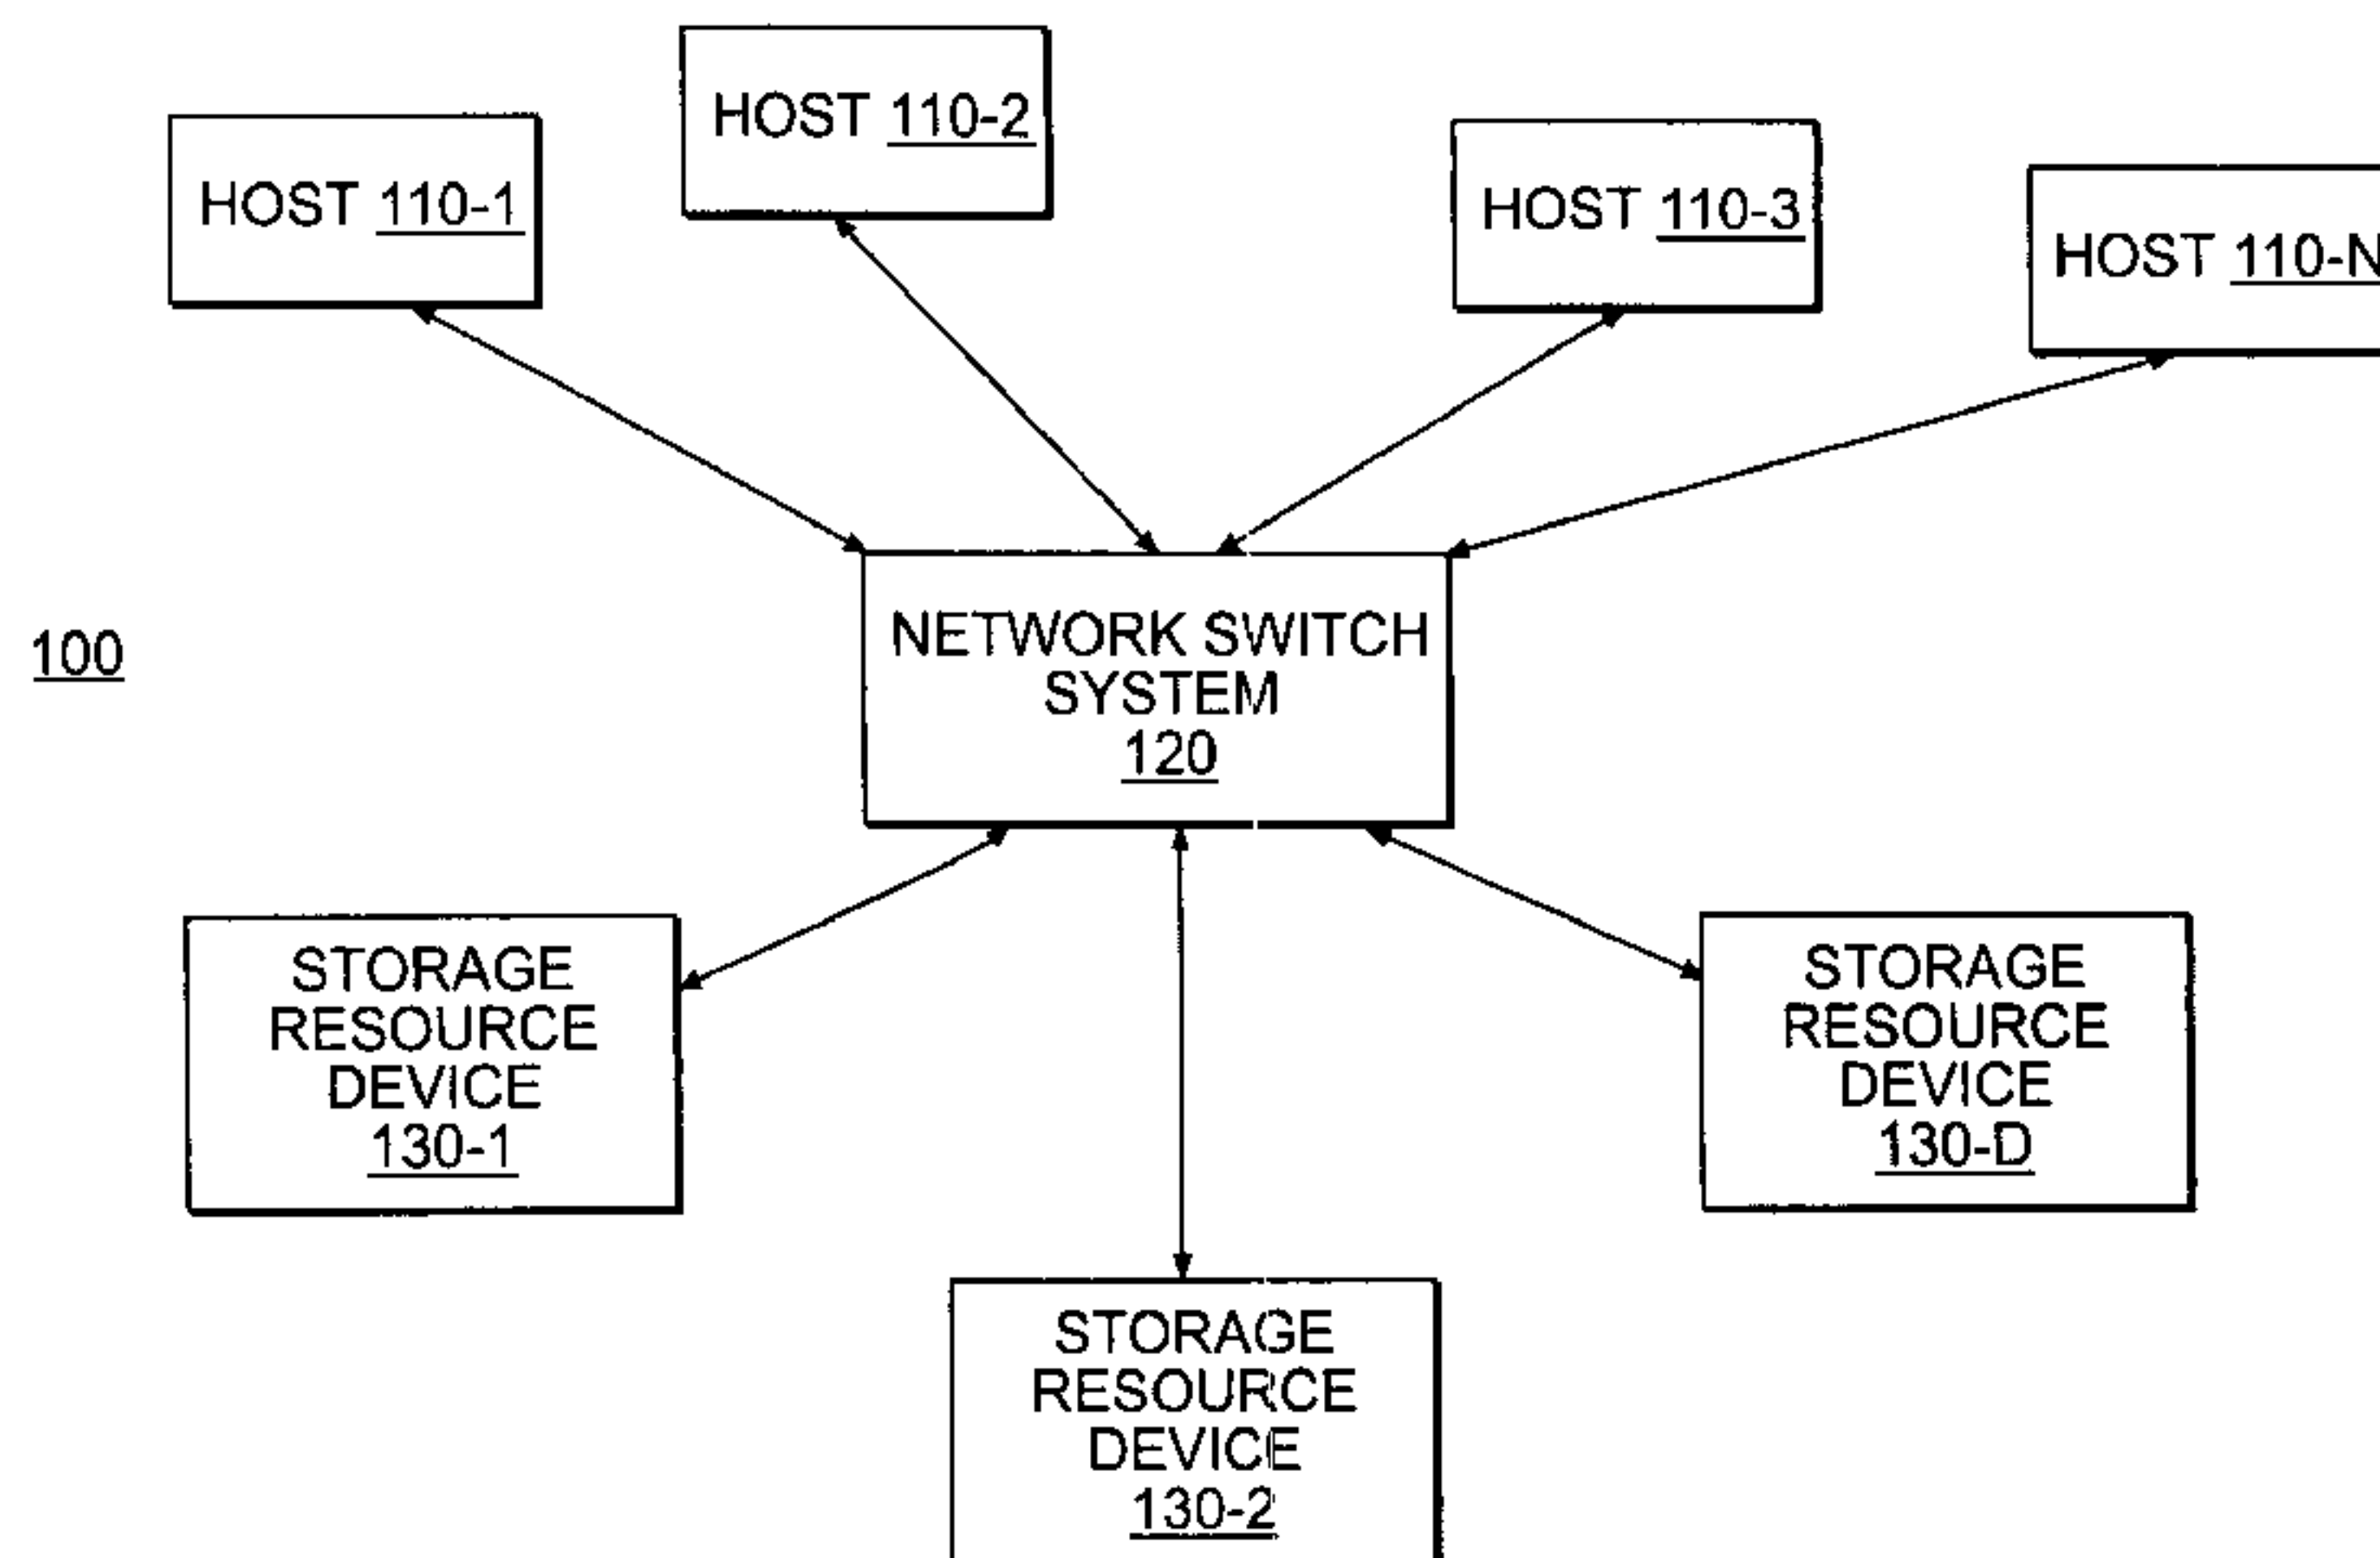 HOST 110-1
HOST 110-2
HOST 110-3
HOST 110-N
100
NETWORK SWITCH
SYSTEM
120
STORAGE
RESOURCE
DEVICE
130-1
STORAGE
RESOURCE
DEVICE
130-2
STORAGE
RESOURCE
DEVICE
130-D